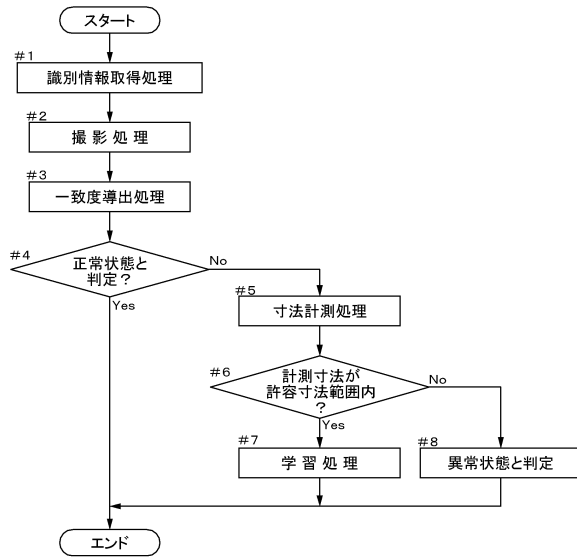 スタート
#1
識別情報取得処理
#2
撮 影 処 理
#3
一致度導出処理
#4
正常状態と
判定?
No
Yes
#5
寸法計測処理
#6
計測寸法が
許容寸法範囲内
?
No
Yes
#7
学 習 処 理
#8
異常状態と判定
エンド